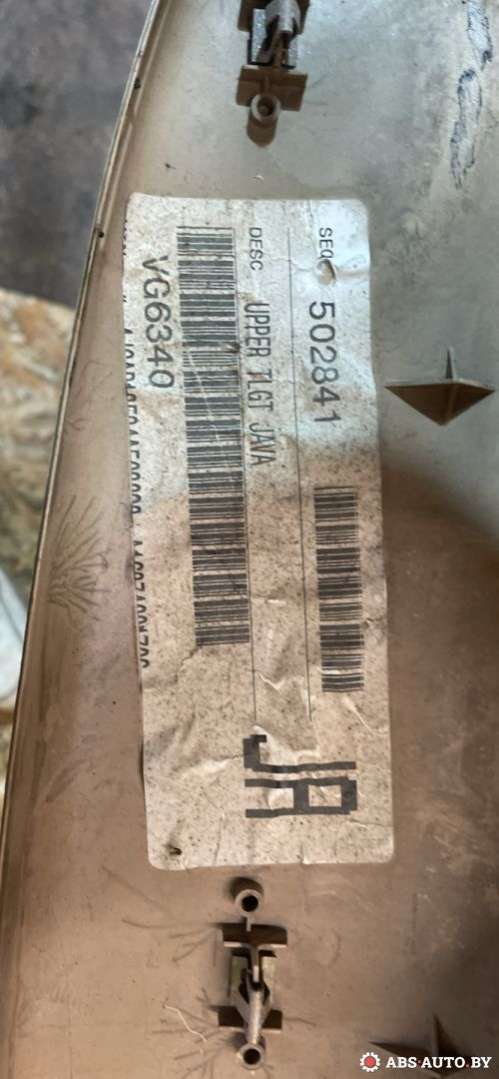 SEQ 502841
DESC UPPER TLGT JAVA
VG6340
JA
ABS-AUTO.BY